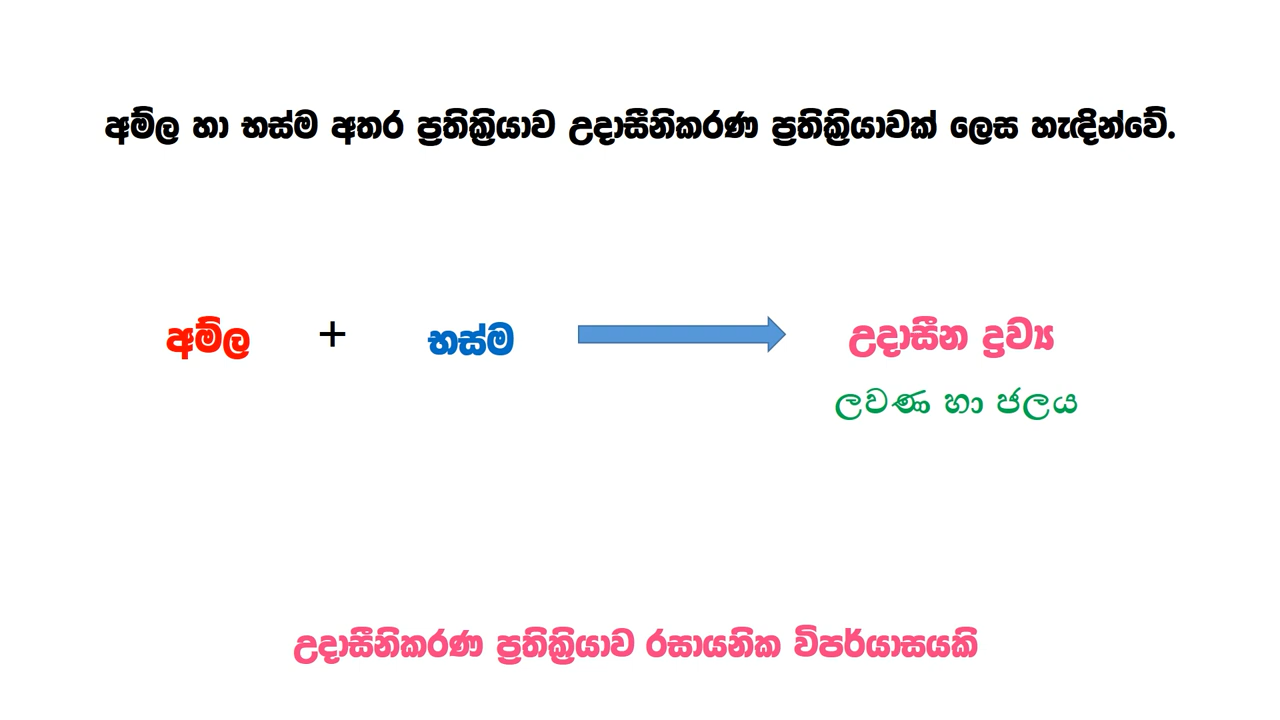 අම්ල හා භස්ම අතර ප්‍රතික්‍රියාව උදාසීනිකරණ ප්‍රතික්‍රියාවක් ලෙස හැඳින්වේ.
අම්ල + භස්ම උදාසීන ද්‍රව්‍ය
ලවණ හා ජලය
උදාසීනිකරණ ප්‍රතික්‍රියාව රසායනික විපර්යාසයකි